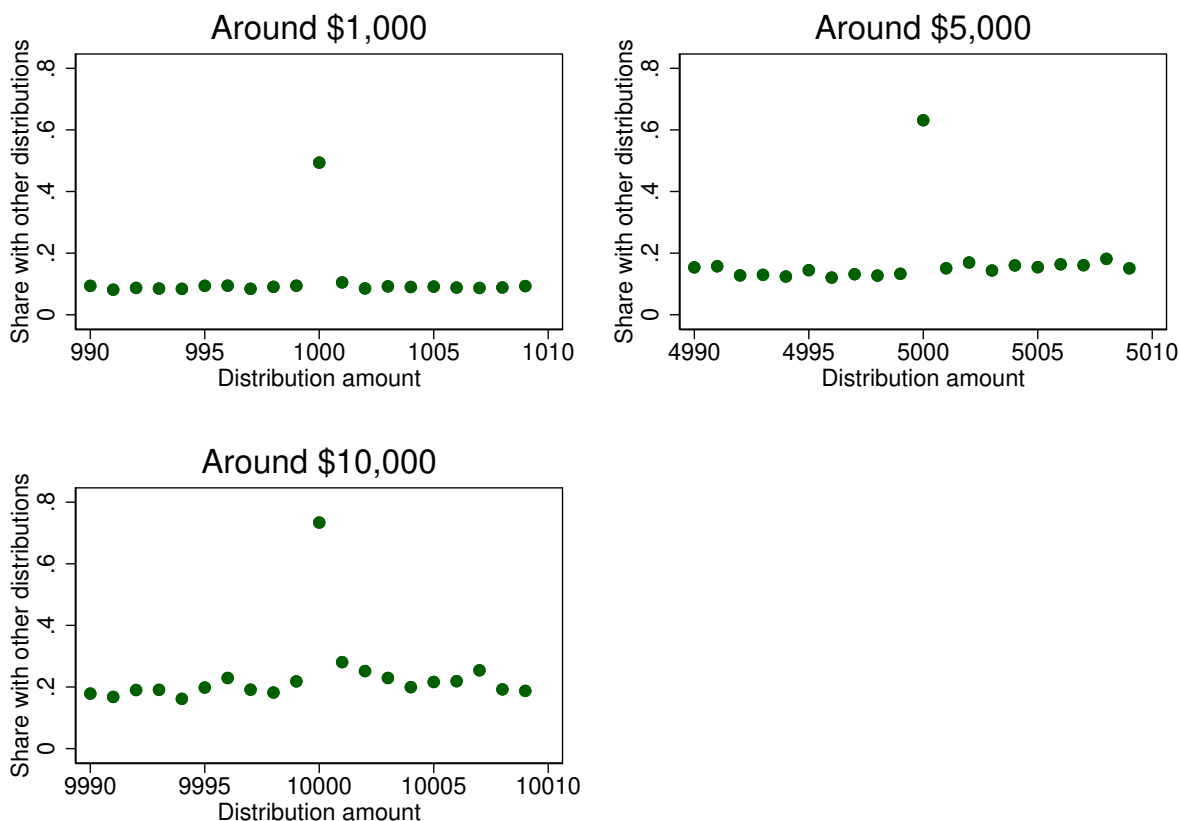 Around $1,000
Share with other distributions
.8
.6
.4
.2
0
990 995 1000 1005 1010
Distribution amount
Around $5,000
Share with other distributions
.8
.6
.4
.2
0
4990 4995 5000 5005 5010
Distribution amount
Around $10,000
Share with other distributions
.8
.6
.4
.2
0
9990 9995 10000 10005 10010
Distribution amount